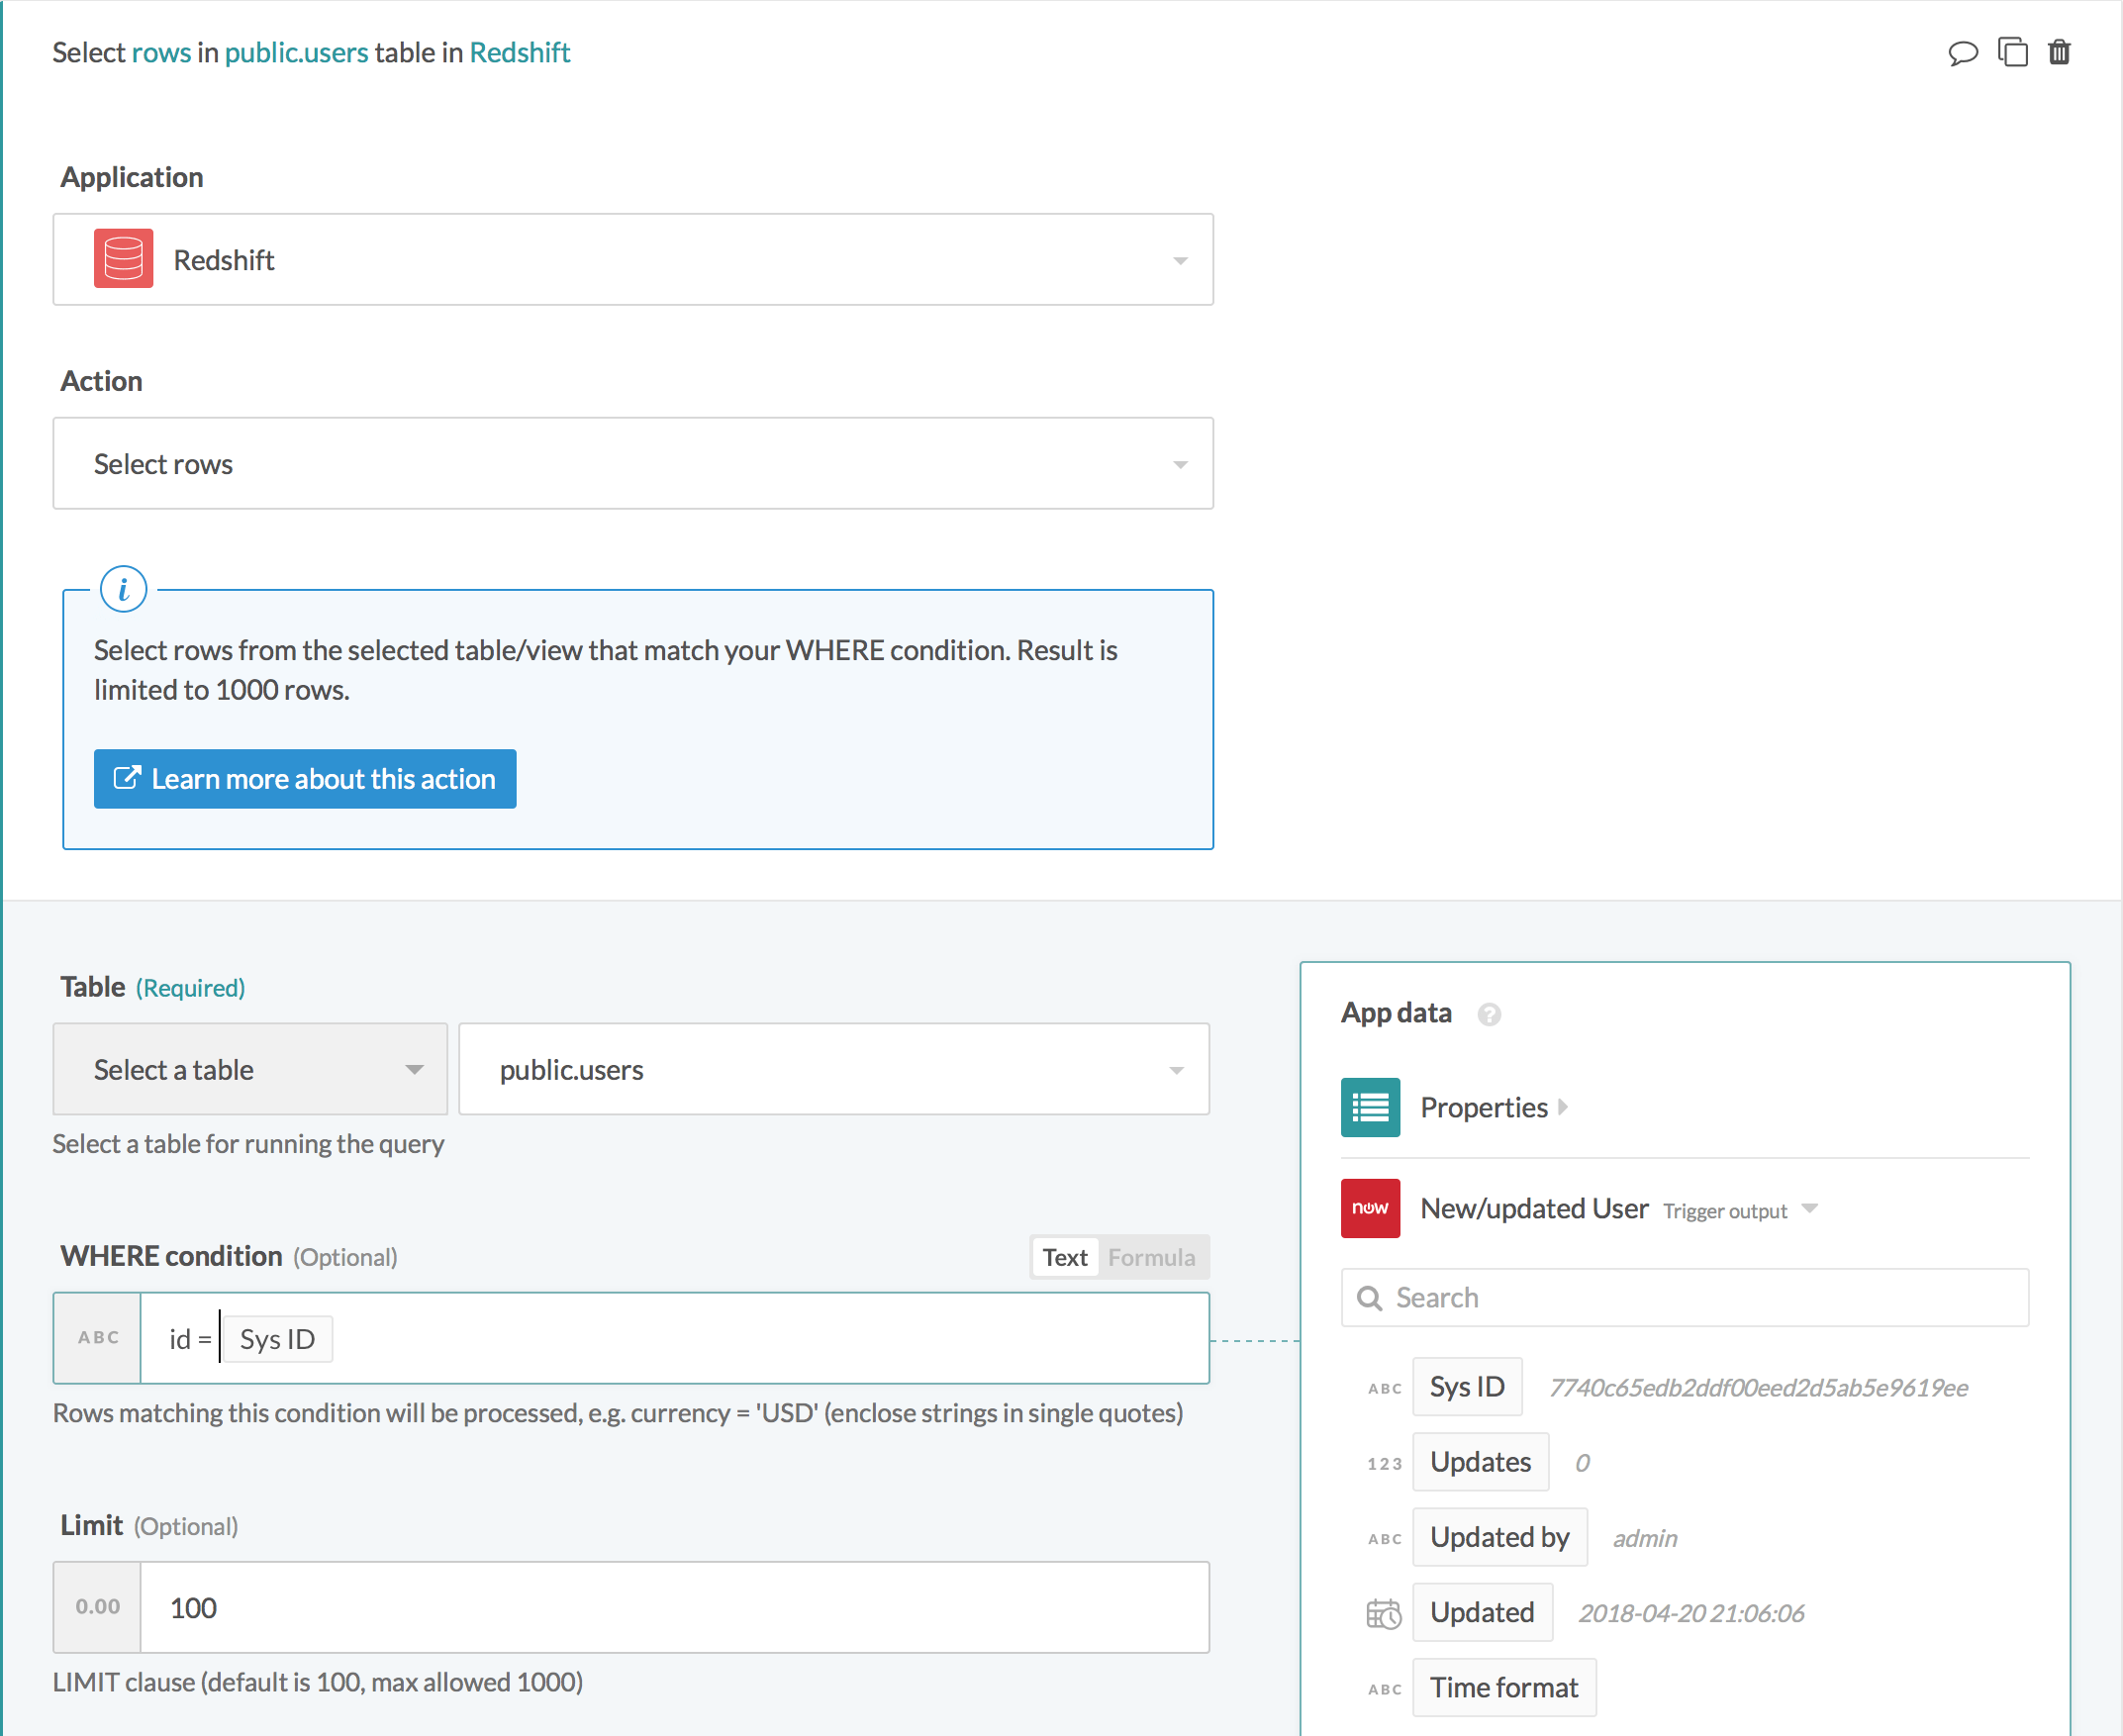 Select rows in public.users table in Redshift
Application
Redshift
Action
Select rows
i
Select rows from the selected table/view that match your WHERE condition. Result is
limited to 1000 rows.
Learn more about this action
Table (Required)
Select a table
public.users
Select a table for running the query
WHERE condition (Optional)
Text Formula
ABC
id = Sys ID
Rows matching this condition will be processed, e.g. currency = 'USD' (enclose strings in single quotes)
Limit (Optional)
0.00
100
LIMIT clause (default is 100, max allowed 1000)
App data ?
Properties
now New/updated User Trigger output
Search
ABC Sys ID 7740c65edb2ddf00eed2d5ab5e9619ee
123 Updates 0
ABC Updated by admin
Updated 2018-04-20 21:06:06
ABC Time format